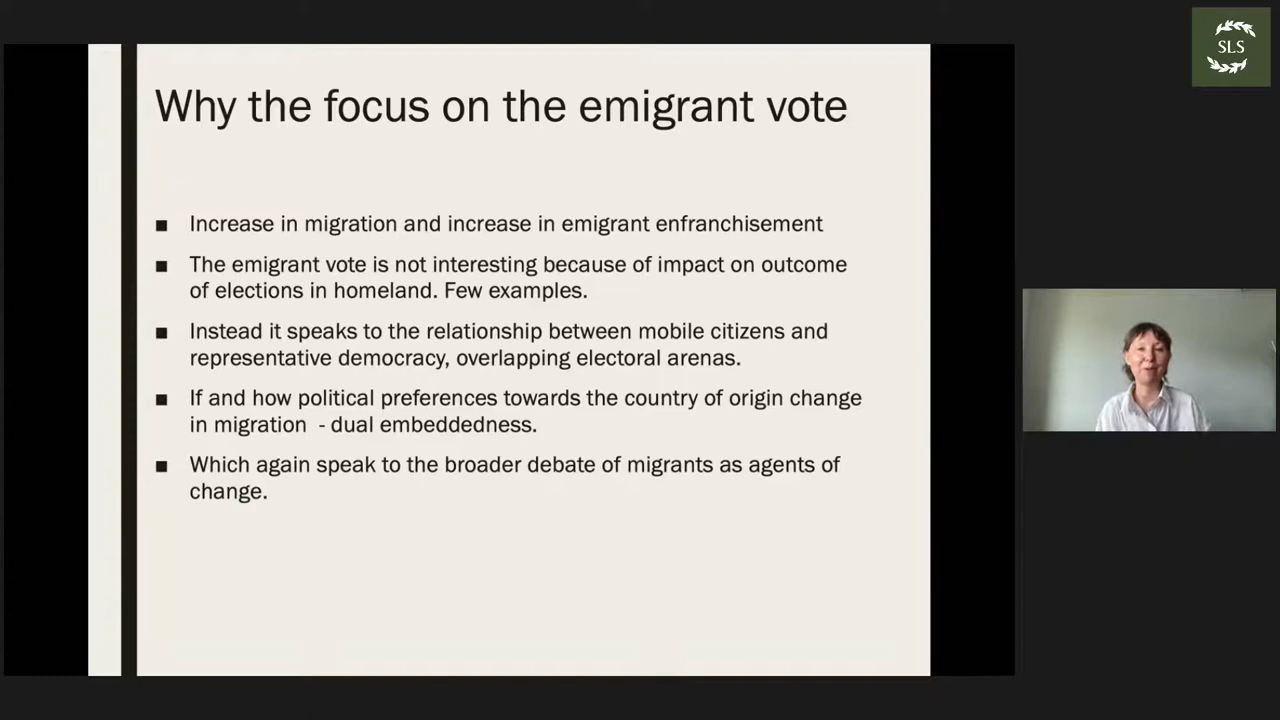 SLS
Why the focus on the emigrant vote
■ Increase in migration and increase in emigrant enfranchisement
■ The emigrant vote is not interesting because of impact on outcome
of elections in homeland. Few examples.
■ Instead it speaks to the relationship between mobile citizens and
representative democracy, overlapping electoral arenas.
■ If and how political preferences towards the country of origin change
in migration - dual embeddedness.
■ Which again speak to the broader debate of migrants as agents of
change.